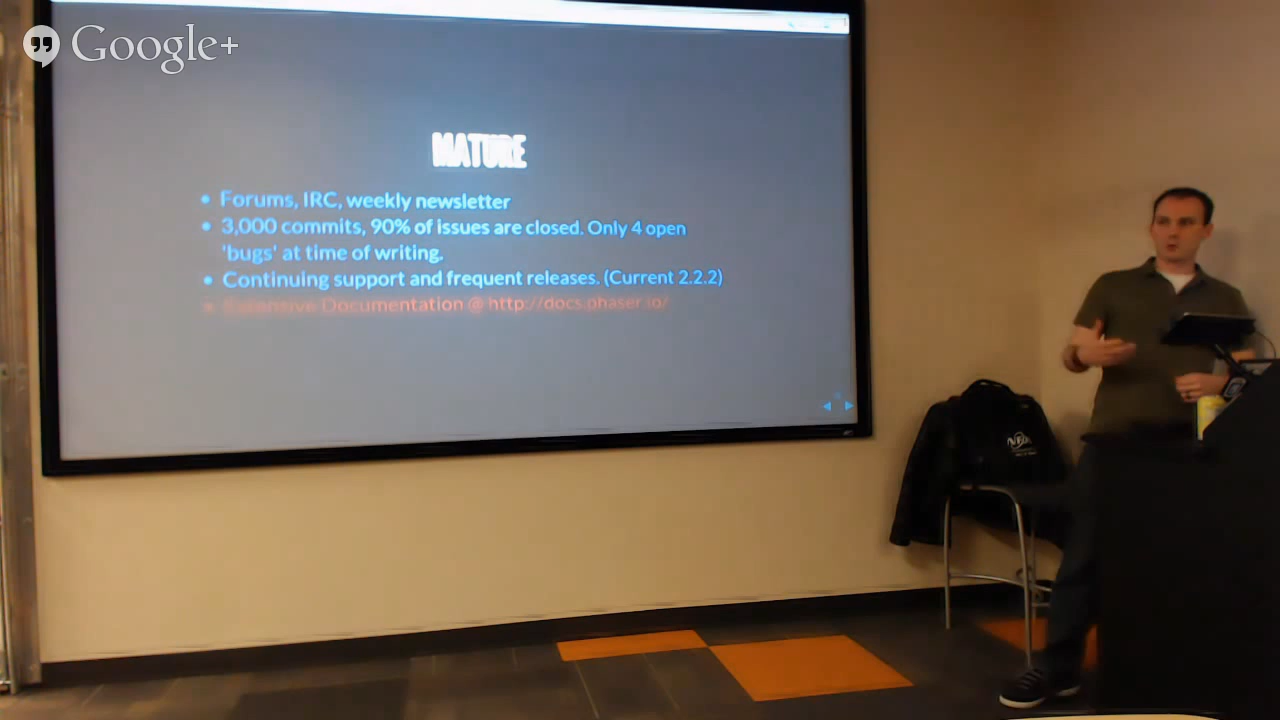 Google+
MATURE
Forums, IRC, weekly newsletter
3,000 commits, 90% of issues are closed. Only 4 open
'bugs' at time of writing.
Continuing support and frequent releases. (Current 2.2.2)
Extensive Documentation @ http://docs.phaser.io/